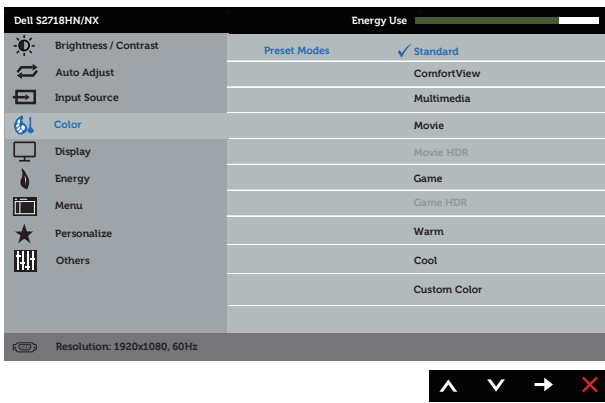 Dell S2718HN/NX Energy Use
Brightness / Contrast
Auto Adjust
Input Source
Color
Display
Energy
Menu
Personalize
Others
Preset Modes
Standard
ComfortView
Multimedia
Movie
Movie HDR
Game
Game HDR
Warm
Cool
Custom Color
Resolution: 1920x1080, 60Hz